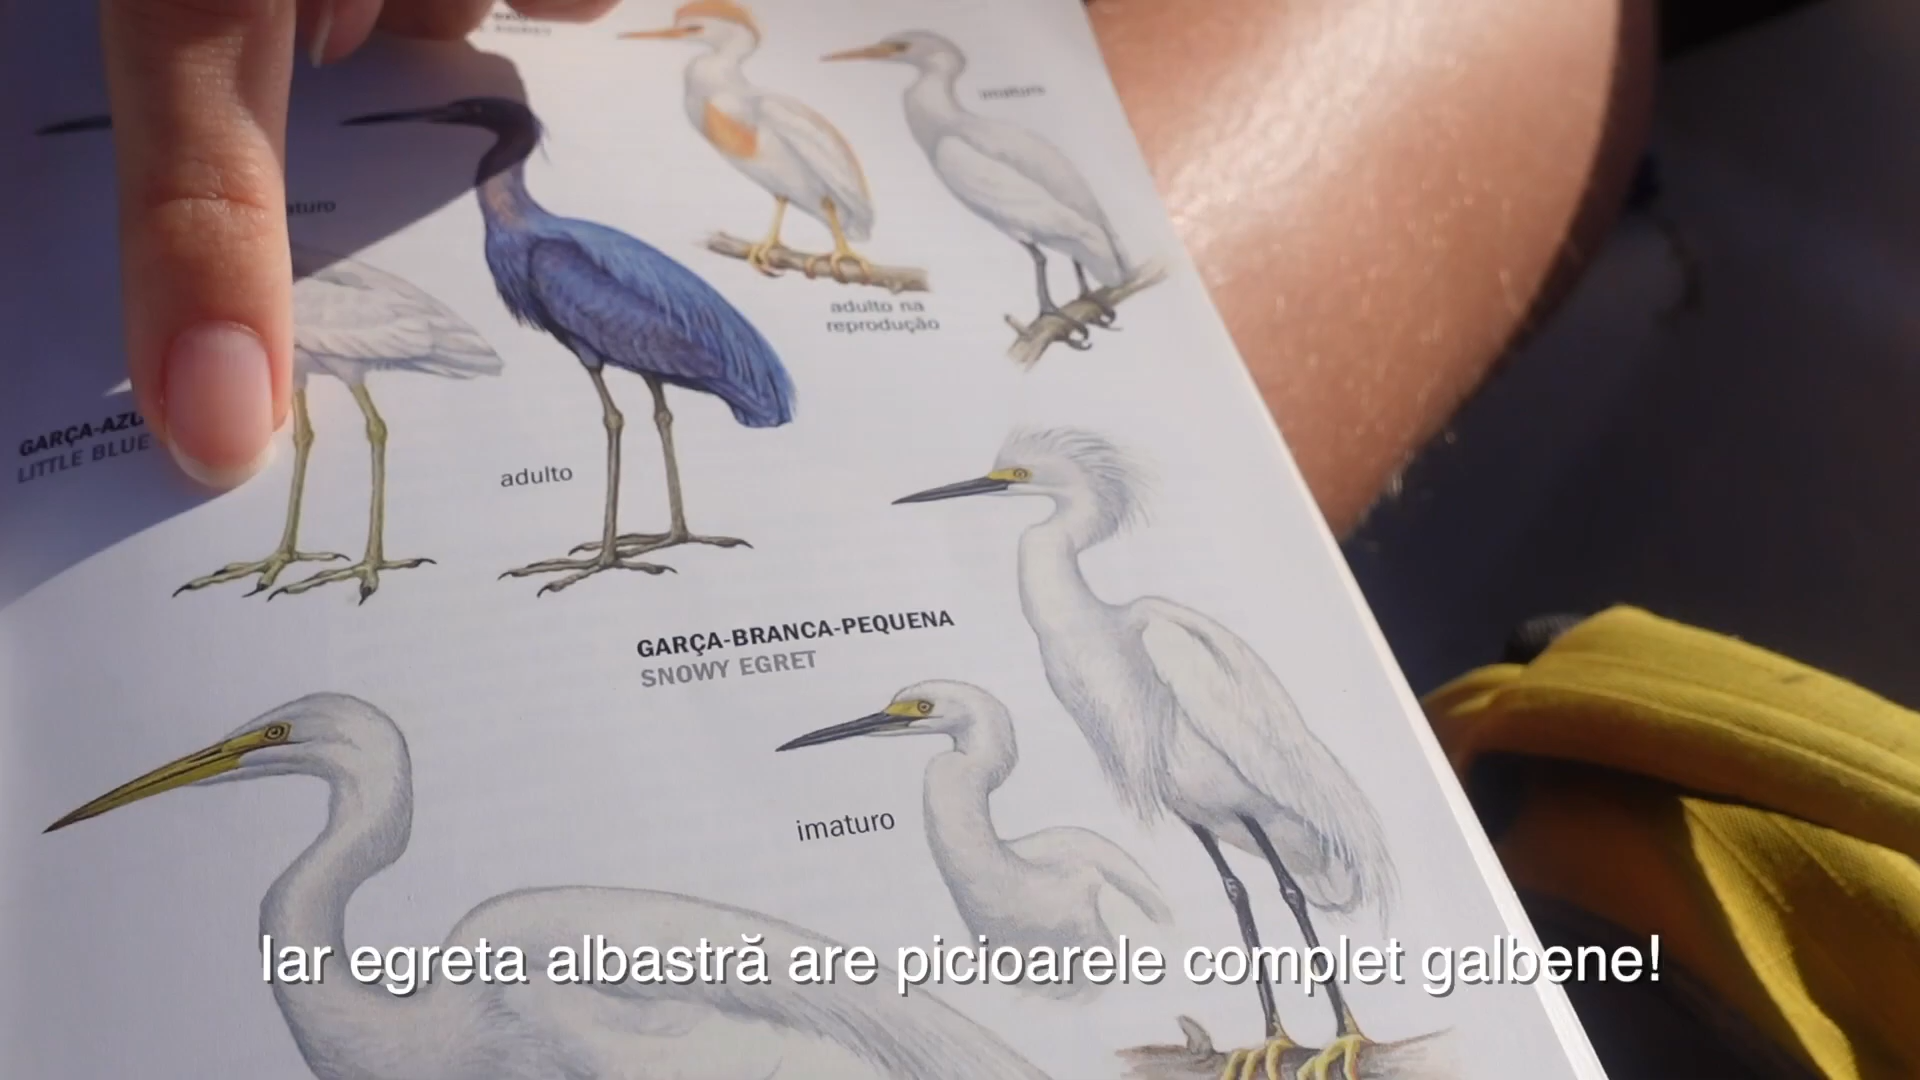 imaturo
adulto na
reprodução
adulto
GARÇA-AZU
LITTLE BLUE
GARÇA-BRANCA-PEQUENA
SNOWY EGRET
imaturo
Iar egreta albastră are picioarele complet galbene!